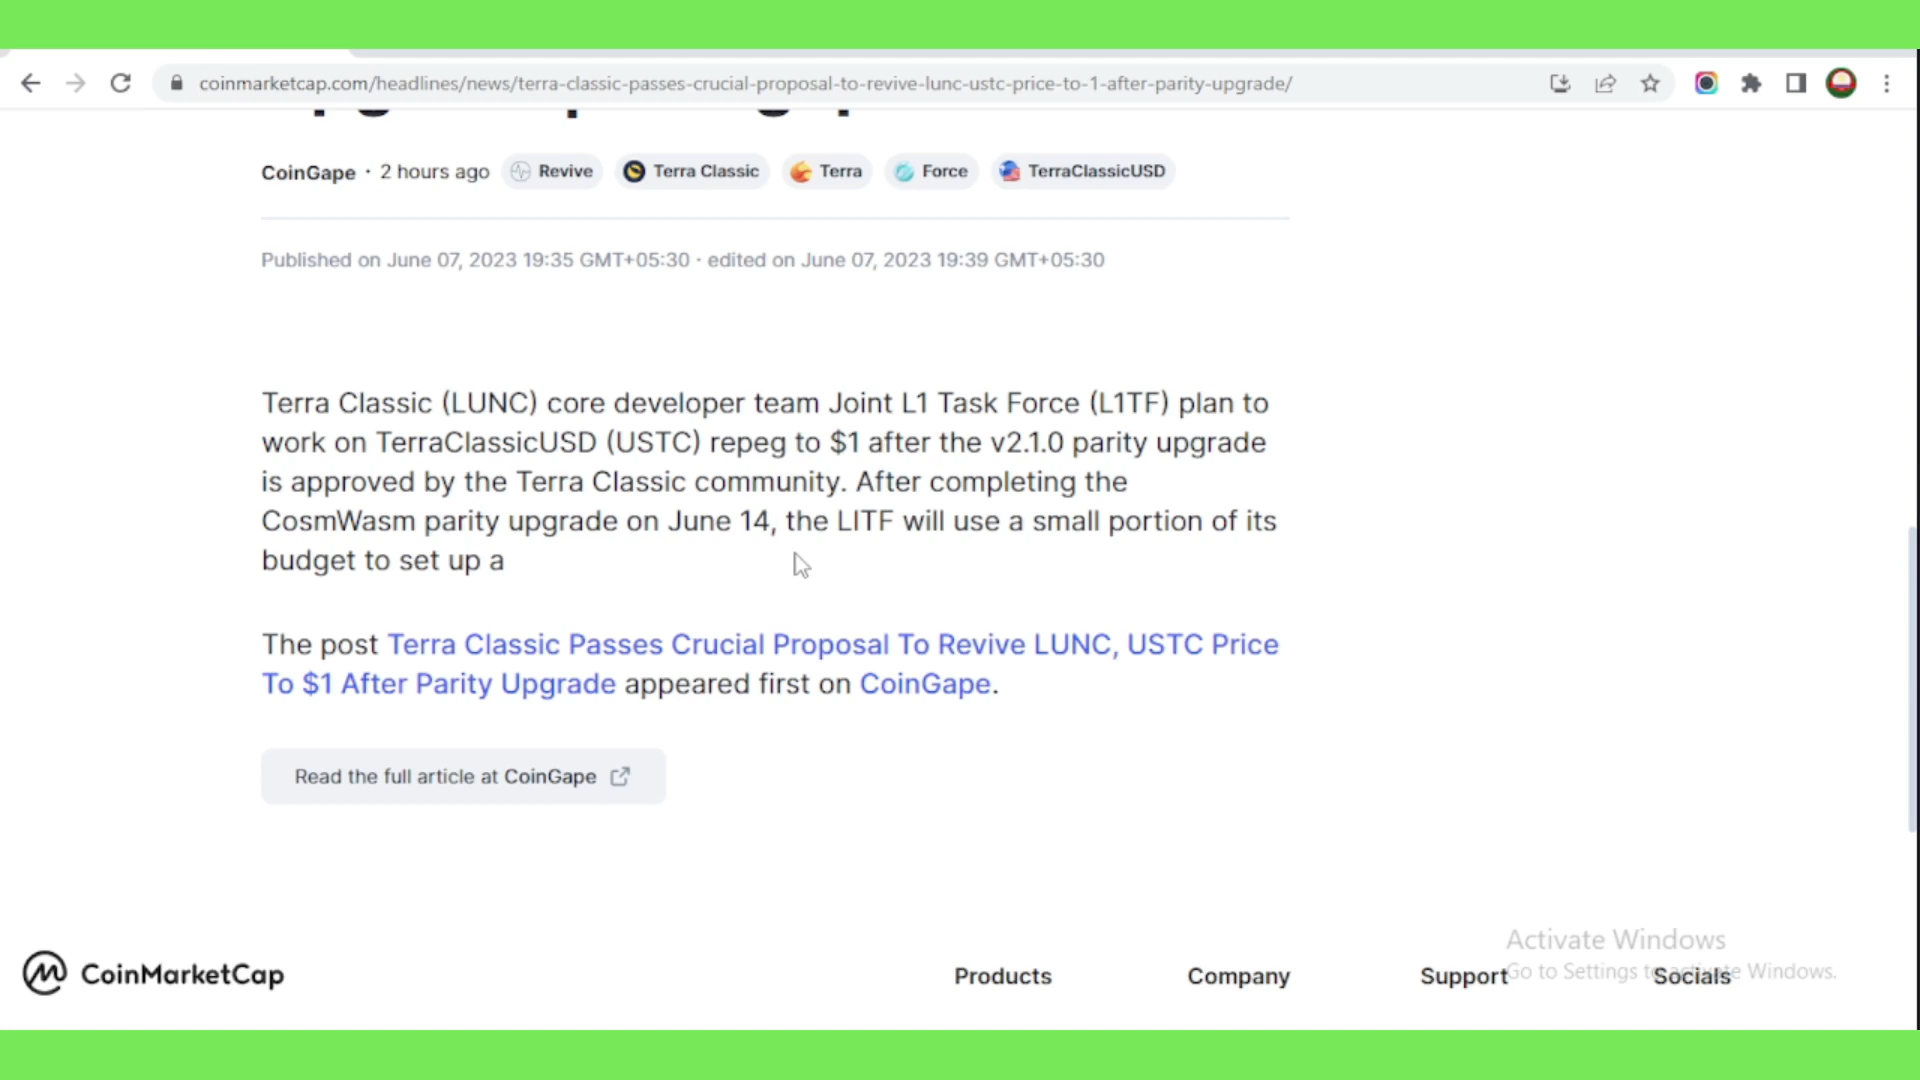 coinmarketcap.com/headlines/news/terra-classic-passes-crucial-proposal-to-revive-lunc-ustc-price-to-1-after-parity-upgrade/
CoinGape · 2 hours ago Revive Terra Classic Terra Force TerraClassicUSD
Published on June 07, 2023 19:35 GMT+05:30 · edited on June 07, 2023 19:39 GMT+05:30
Terra Classic (LUNC) core developer team Joint L1 Task Force (L1TF) plan to
work on TerraClassicUSD (USTC) repeg to $1 after the v2.1.0 parity upgrade
is approved by the Terra Classic community. After completing the
CosmWasm parity upgrade on June 14, the LITF will use a small portion of its
budget to set up a
The post Terra Classic Passes Crucial Proposal To Revive LUNC, USTC Price
To $1 After Parity Upgrade appeared first on CoinGape.
Read the full article at CoinGape
Activate Windows
Go to Settings to activate Windows.
CoinMarketCap Products Company Support Socials